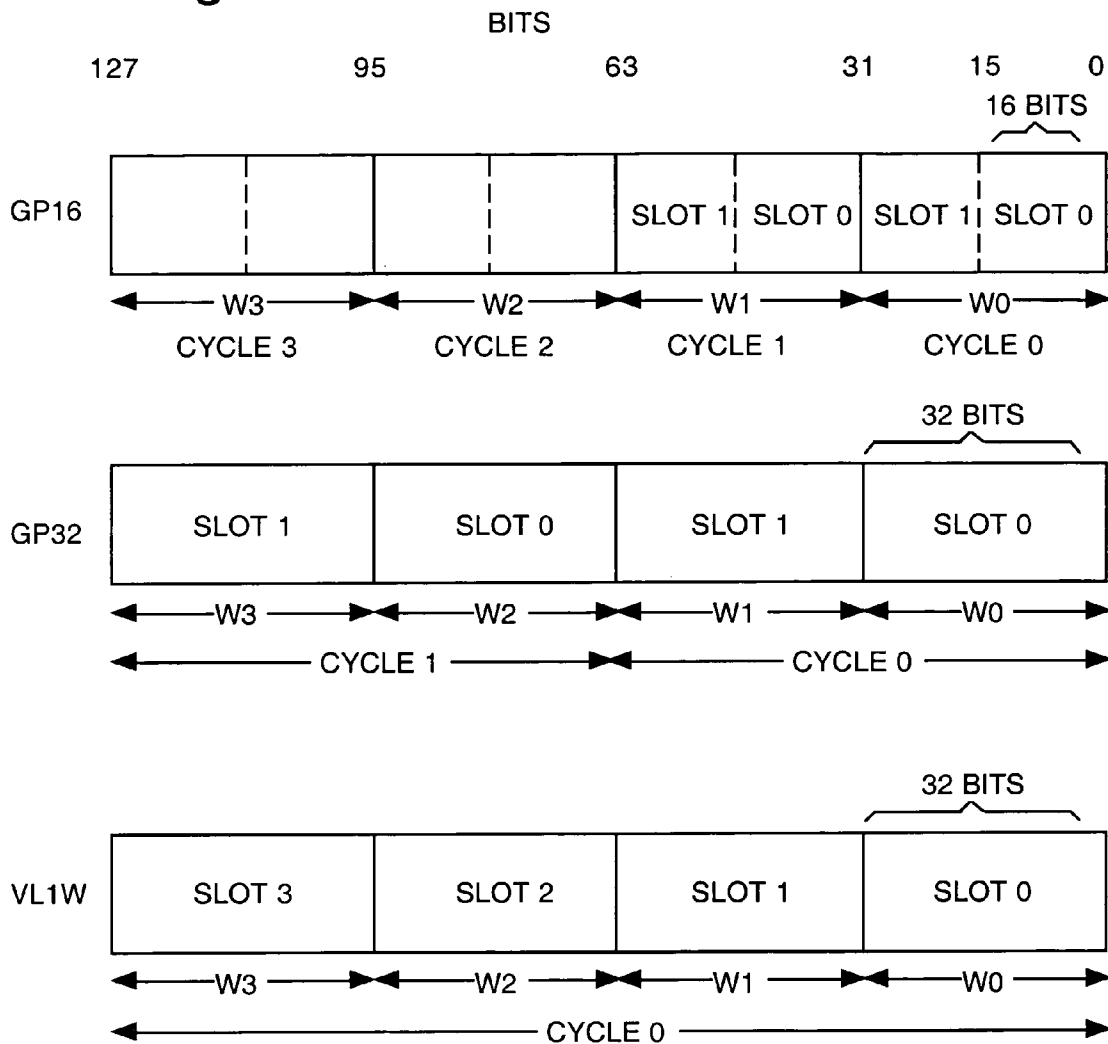 BITS
127 95 63 31 15 0
16 BITS
GP16 SLOT 1 SLOT 0 SLOT 1 SLOT 0
W3 W2 W1 W0
CYCLE 3 CYCLE 2 CYCLE 1 CYCLE 0
32 BITS
GP32 SLOT 1 SLOT 0 SLOT 1 SLOT 0
W3 W2 W1 W0
CYCLE 1 CYCLE 0
32 BITS
VL1W SLOT 3 SLOT 2 SLOT 1 SLOT 0
W3 W2 W1 W0
CYCLE 0